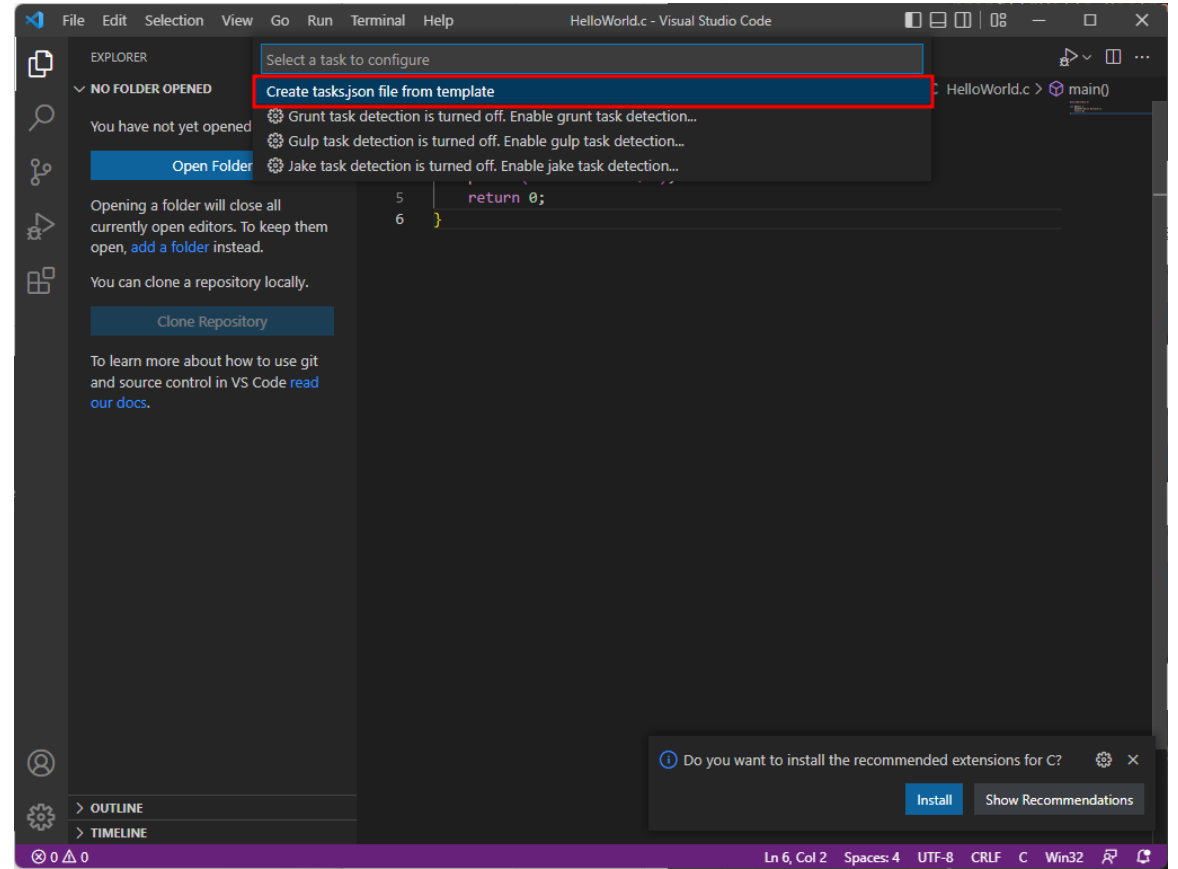 File Edit Selection View Go Run Terminal Help HelloWorld.c - Visual Studio Code
EXPLORER
NO FOLDER OPENED
You have not yet opened
Open Folder
Opening a folder will close all
currently open editors. To keep them
open, add a folder instead.
You can clone a repository locally.
Clone Repository
To learn more about how to use git
and source control in VS Code read
our docs.
OUTLINE
TIMELINE
Select a task to configure
Create tasks.json file from template
Grunt task detection is turned off. Enable grunt task detection...
Gulp task detection is turned off. Enable gulp task detection...
Jake task detection is turned off. Enable jake task detection...
HelloWorld.c > main()
5 return 0;
6 }
Do you want to install the recommended extensions for C?
Install Show Recommendations
0 0 Ln 6, Col 2 Spaces: 4 UTF-8 CRLF C Win32